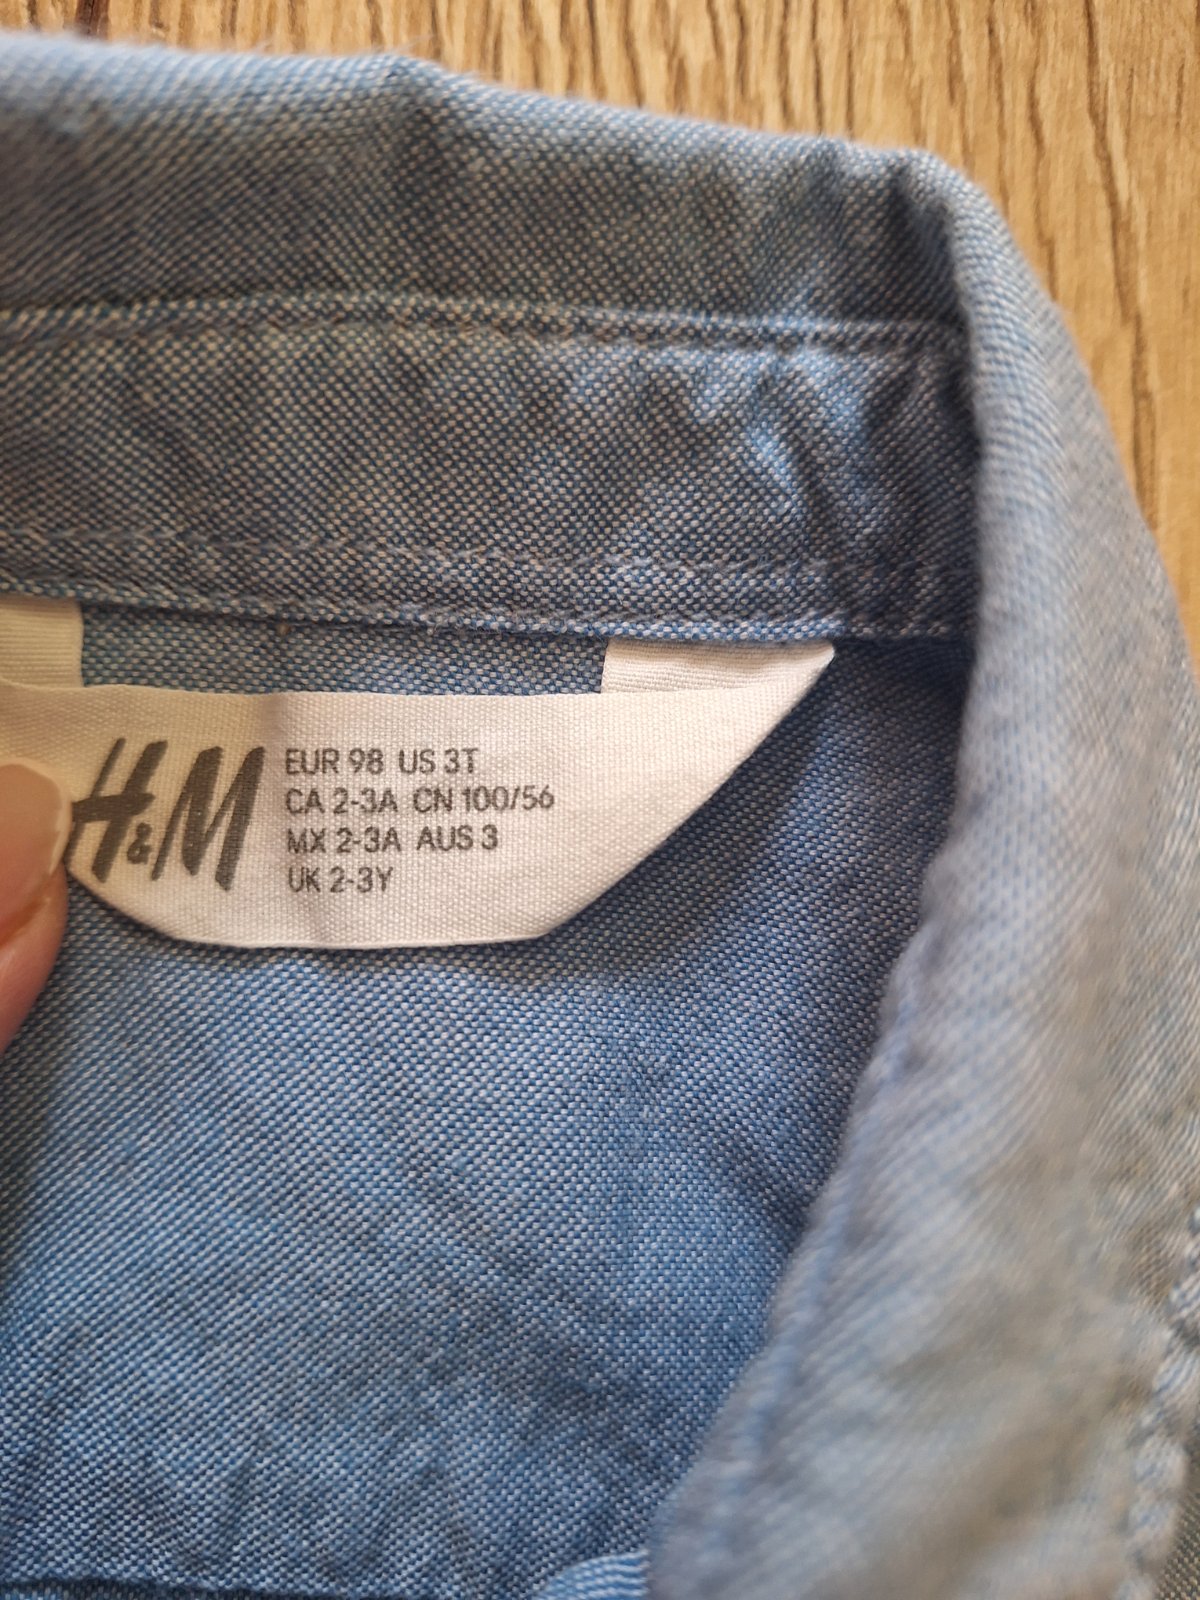 H&M
EUR 98 US 3T
CA 2-3A CN 100/56
MX 2-3A AUS 3
UK 2-3Y